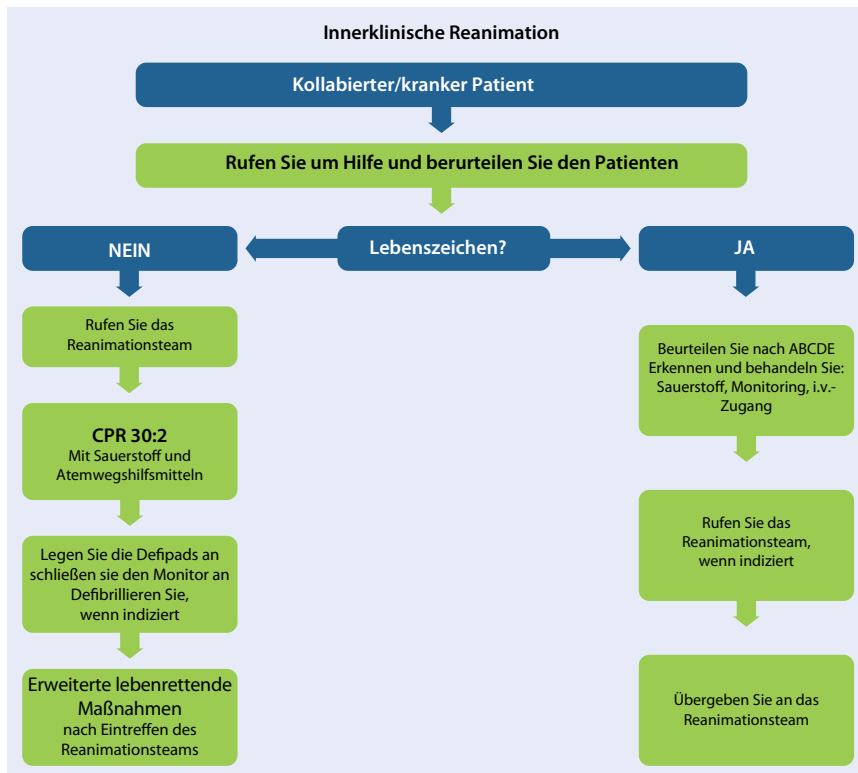 Innerklinische Reanimation
Kollabierter/kranker Patient
Rufen Sie um Hilfe und berurteilen Sie den Patienten
NEIN
Lebenszeichen?
JA
Rufen Sie das
Reanimationsteam
CPR 30:2
Mit Sauerstoff und
Atemwegshilfsmitteln
Legen Sie die Defipads an
schließen sie den Monitor an
Defibrillieren Sie,
wenn indiziert
Erweiterte lebenrettende
Maßnahmen
nach Eintreffen des
Reanimationsteams
Beurteilen Sie nach ABCDE
Erkennen und behandeln Sie:
Sauerstoff, Monitoring, i.v.-
Zugang
Rufen Sie das
Reanimationsteam,
wenn indiziert
Übergeben Sie an das
Reanimationsteam